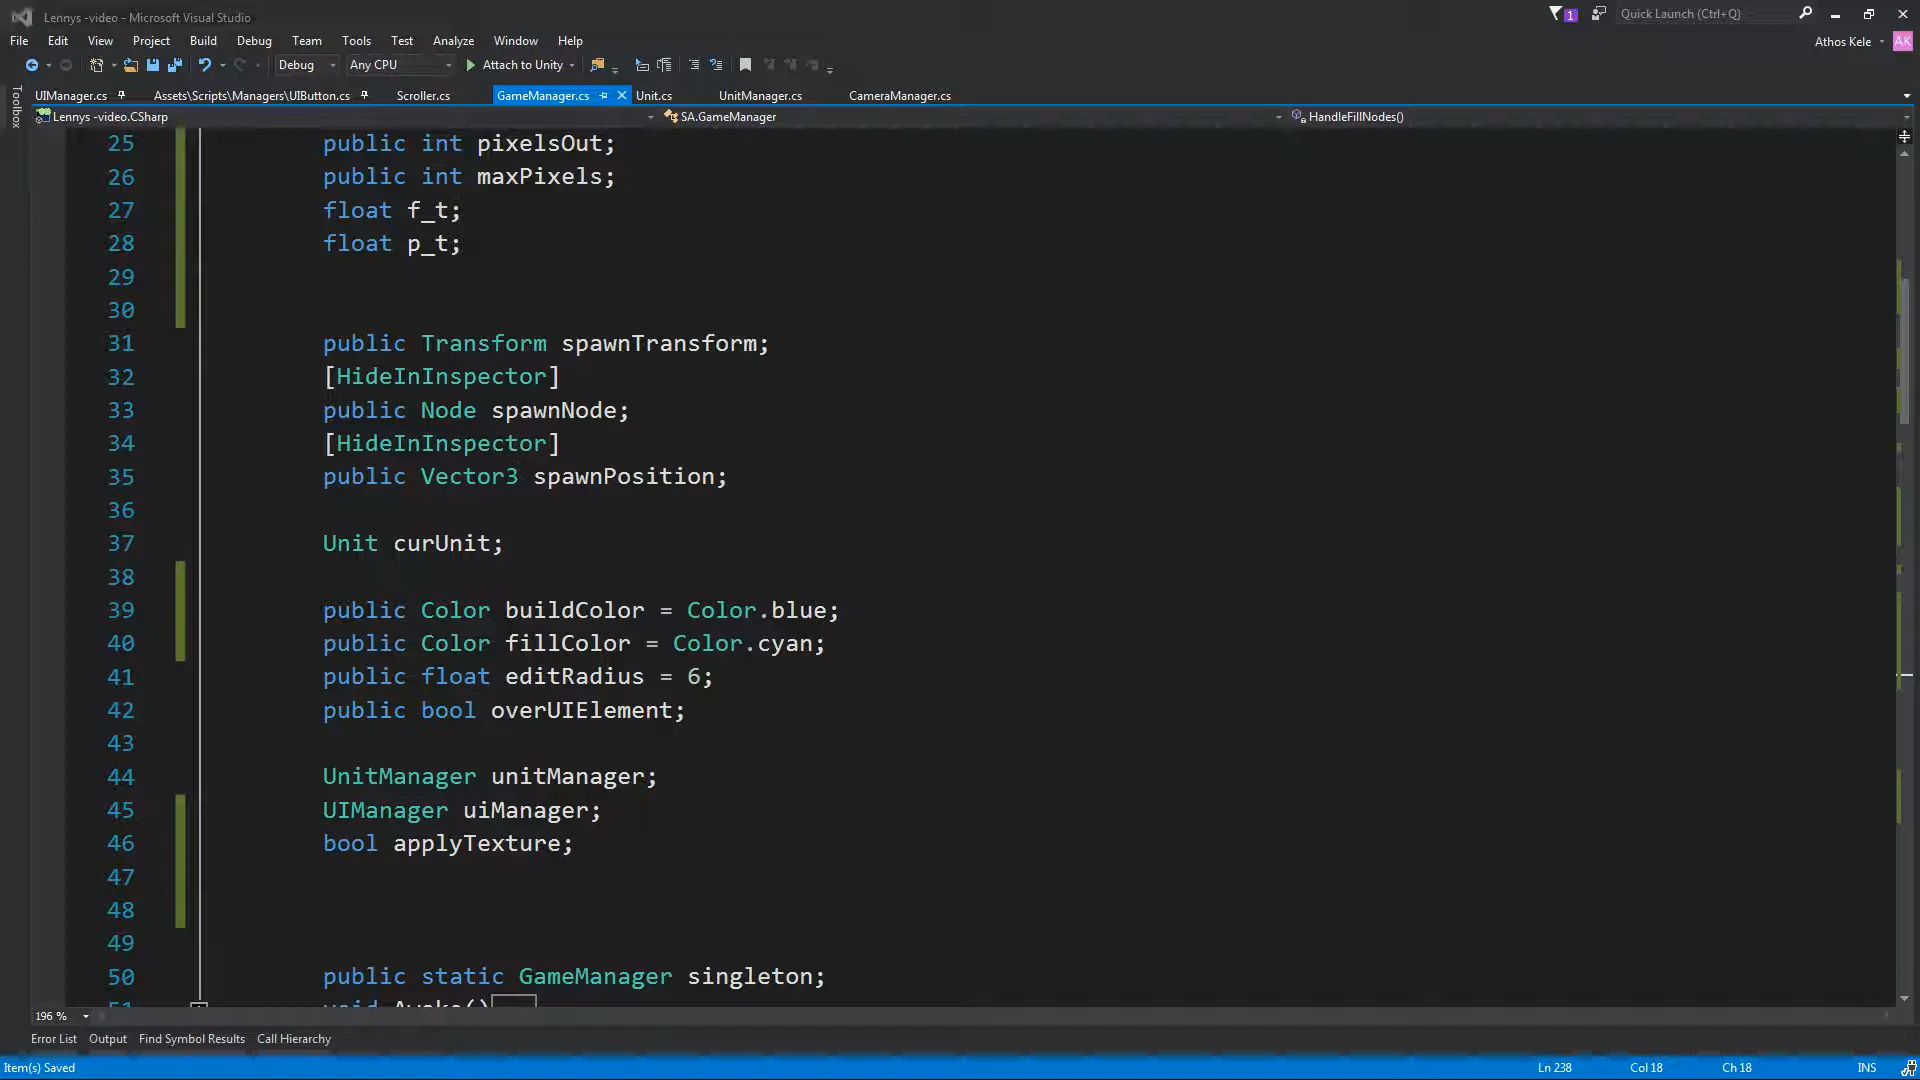 Lennys -video - Microsoft Visual Studio
1
Quick Launch (Ctrl+Q)
File Edit View Project Build Debug Team Tools Test Analyze Window Help
Athos Kele AK
Debug Any CPU Attach to Unity
Toolbox
UIManager.cs Assets\Scripts\Managers\UIButton.cs Scroller.cs GameManager.cs Unit.cs UnitManager.cs CameraManager.cs
Lennys -video.CSharp SA.GameManager HandleFillNodes()
25 public int pixelsOut;
26 public int maxPixels;
27 float f_t;
28 float p_t;
29
30
31 public Transform spawnTransform;
32 [HideInInspector]
33 public Node spawnNode;
34 [HideInInspector]
35 public Vector3 spawnPosition;
36
37 Unit curUnit;
38
39 public Color buildColor = Color.blue;
40 public Color fillColor = Color.cyan;
41 public float editRadius = 6;
42 public bool overUIElement;
43
44 UnitManager unitManager;
45 UIManager uiManager;
46 bool applyTexture;
47
48
49
50 public static GameManager singleton;
51 void Awake()
196 %
Error List Output Find Symbol Results Call Hierarchy
Item(s) Saved Ln 238 Col 18 Ch 18 INS